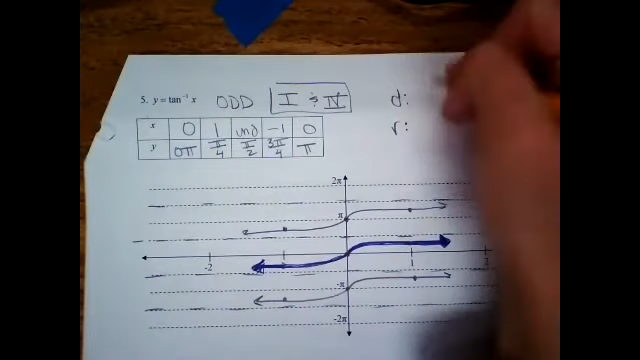 5. y = tan⁻¹ x ODD I & IV d:
r:
x 0 1 und -1 0
y 0π π/4 π/2 3π/4 π
2π
π
-2 1 2
-π
-2π